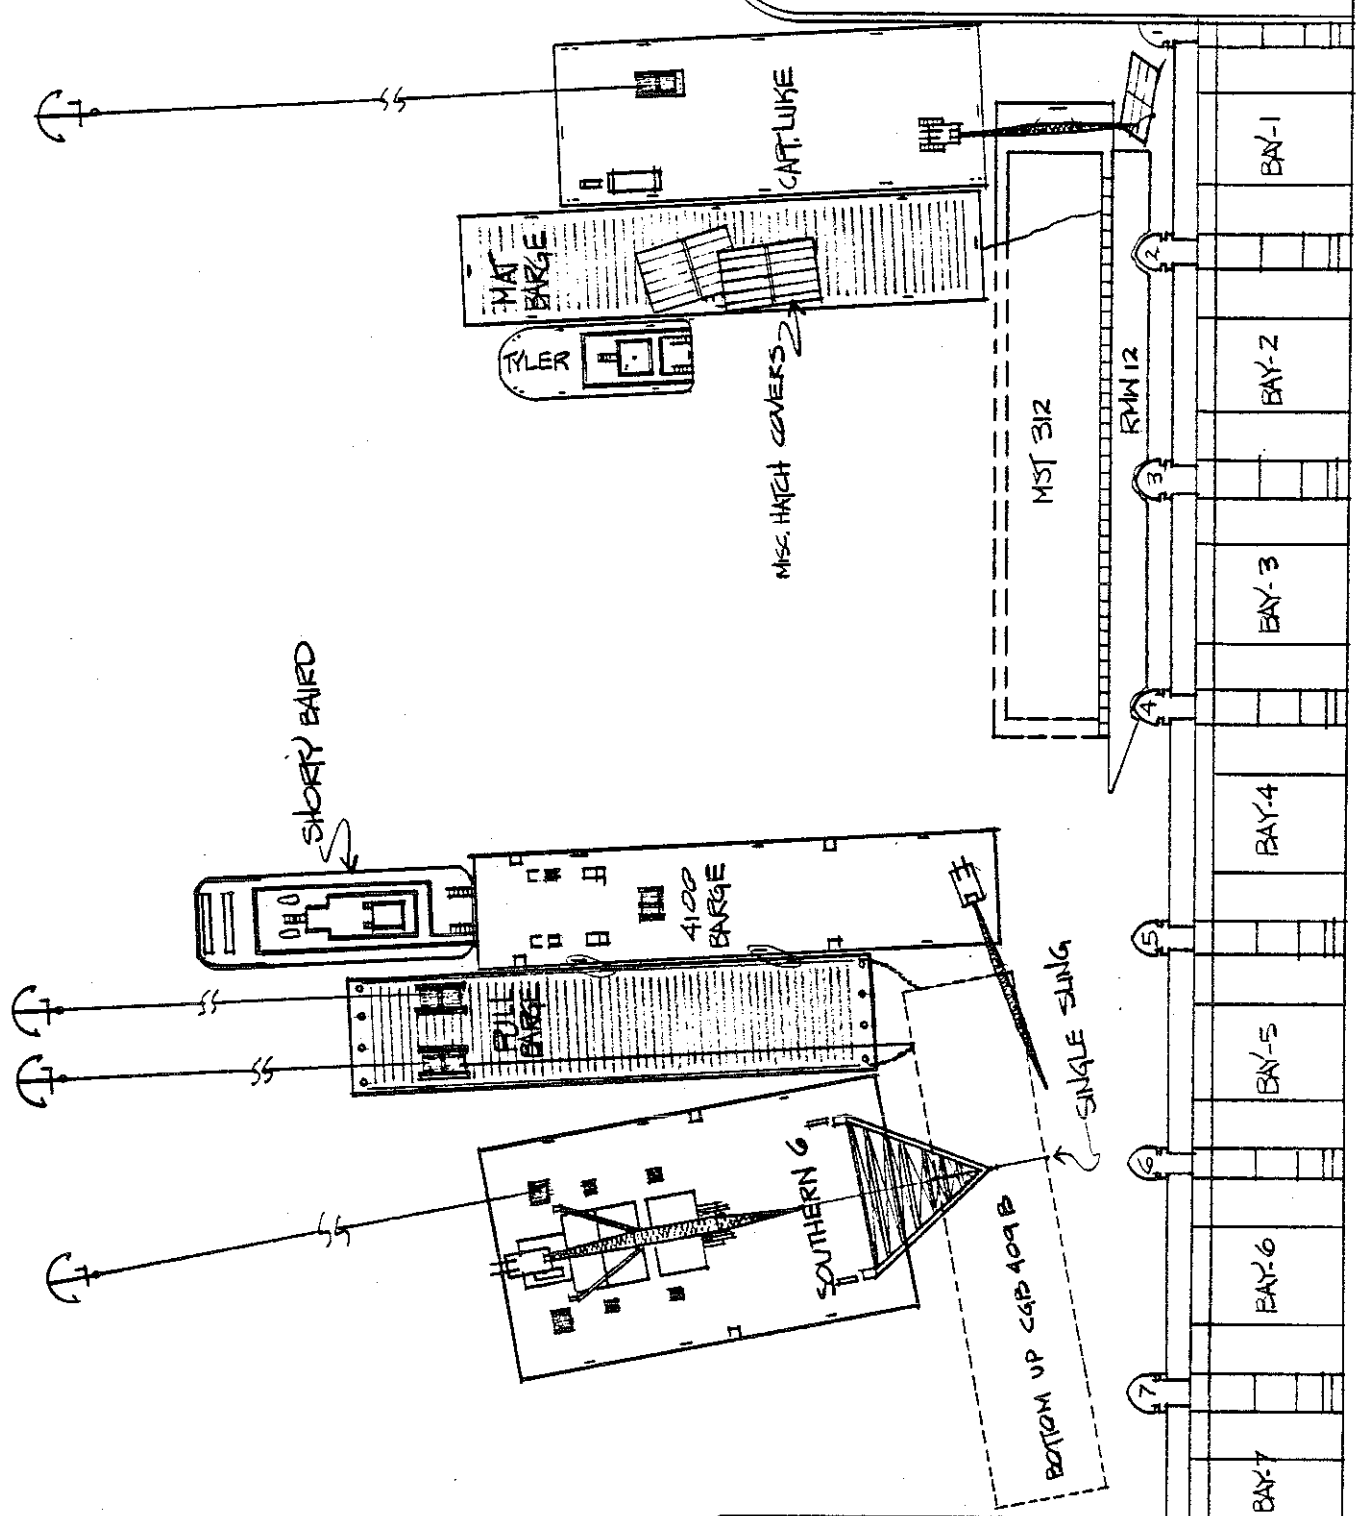 CAPT. LUKE
MAT
BARGE
TYLER
MISC. HATCH COVERS
MST 312
RMW 12
SHORTY BAIRD
4100
BARGE
PULL
BARGE
SINGLE SLING
SOUTHERN 6
BOTTOM UP CGB 409B
1
2
3
4
5
6
7
BAY-1
BAY-2
BAY-3
BAY-4
BAY-5
BAY-6
BAY-7